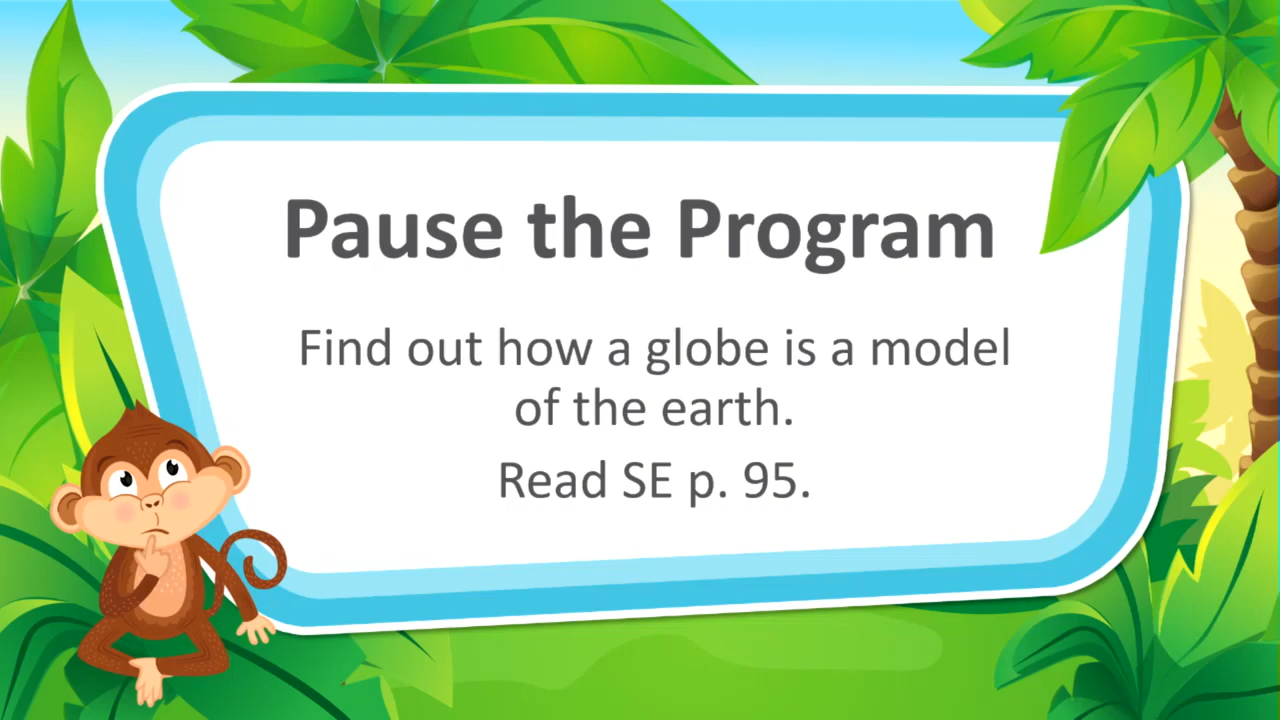 Pause the Program
Find out how a globe is a model
of the earth.
Read SE p. 95.